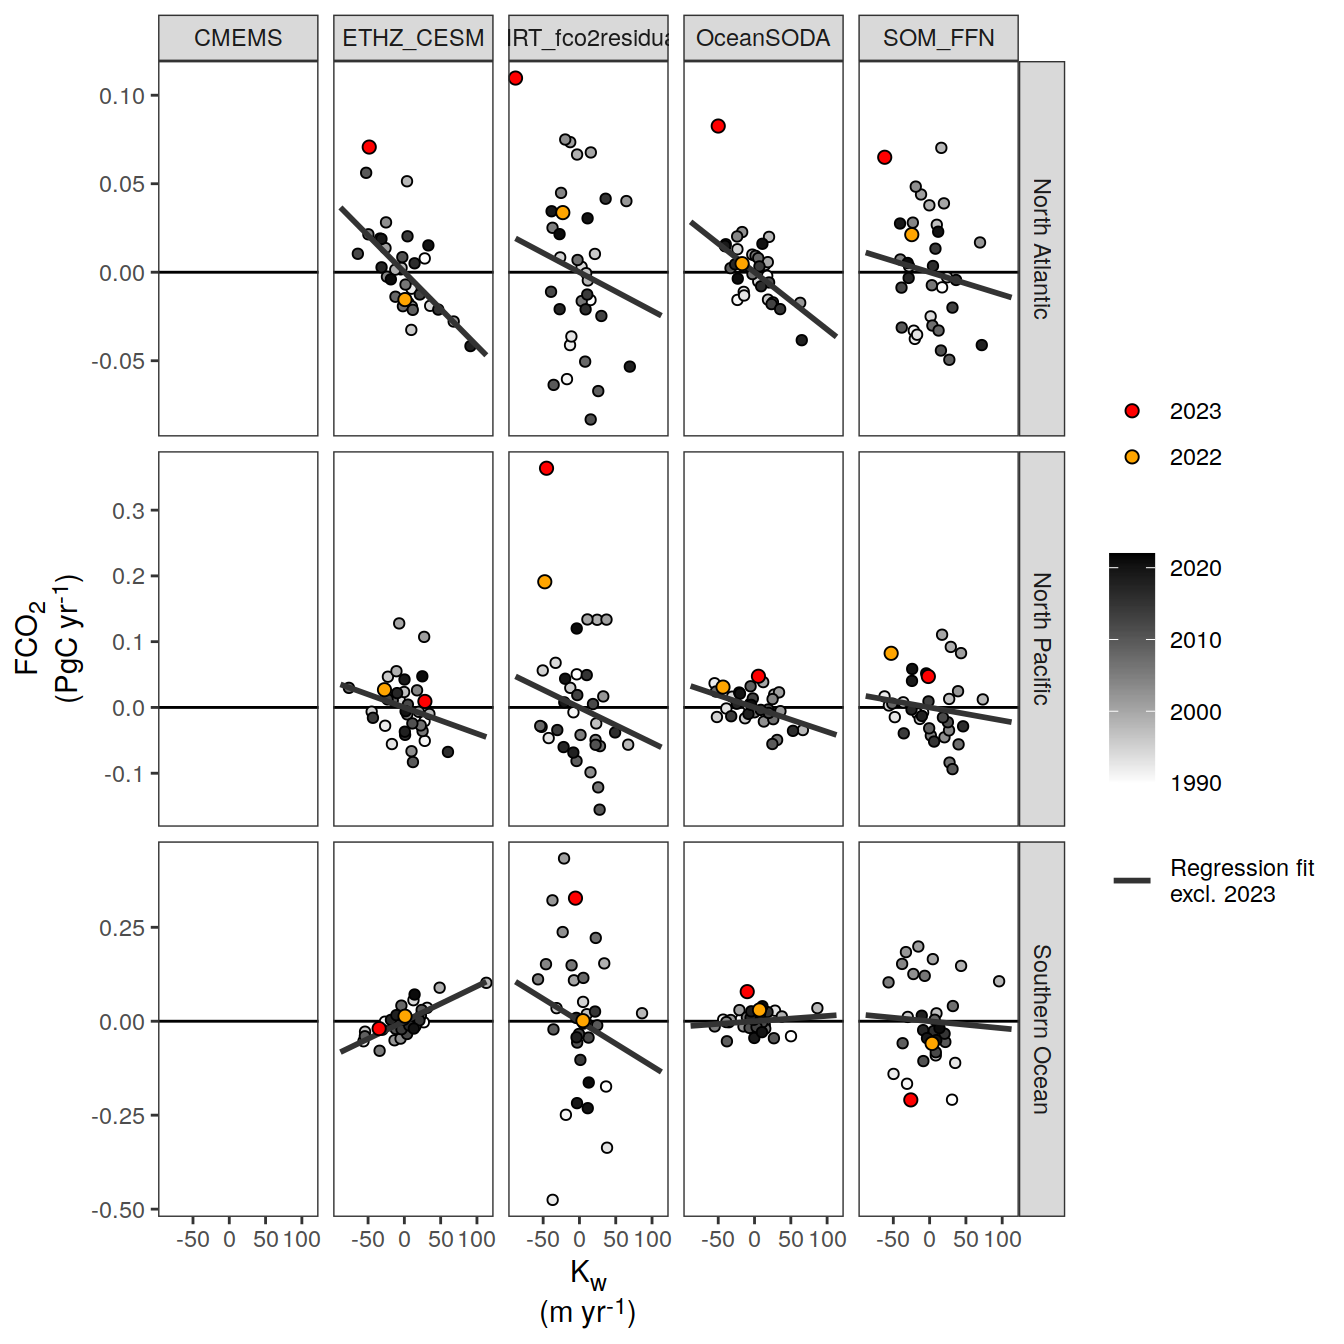 CMEMS ETHZ_CESM IRT_fco2residua OceanSODA SOM_FFN
0.10
0.05
0.00
-0.05
North Atlantic
0.3
0.2
0.1
0.0
-0.1
North Pacific
0.25
0.00
-0.25
-0.50
Southern Ocean
-50 0 50 100 -50 0 50 100 -50 0 50 100 -50 0 50 100 -50 0 50 100
FCO2
(PgC yr-1)
Kw
(m yr-1)
2023
2022
2020
2010
2000
1990
Regression fit
excl. 2023